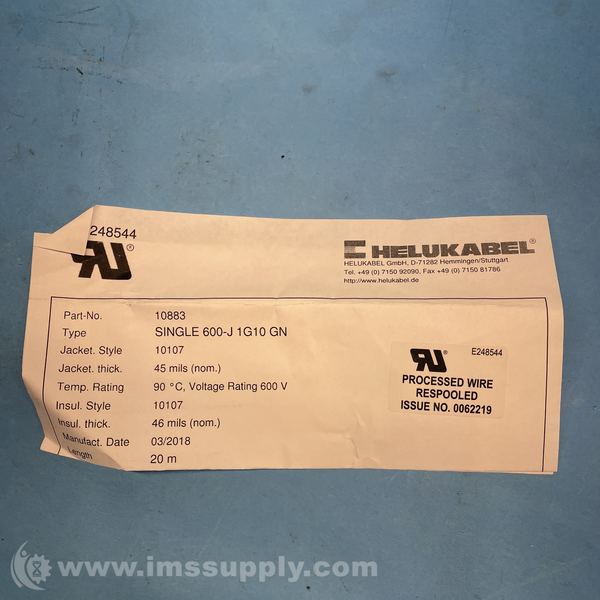 248544
HELUKABEL®
HELUKABEL GmbH, D-71282 Hemmingen/Stuttgart
Tel. +49 (0) 7150 92090, Fax +49 (0) 7150 81786
http://www.helukabel.de
Part-No. 10883
Type SINGLE 600-J 1G10 GN
Jacket. Style 10107
Jacket. thick. 45 mils (nom.)
Temp. Rating 90 °C, Voltage Rating 600 V
Insul. Style 10107
Insul. thick. 46 mils (nom.)
Manufact. Date 03/2018
Length 20 m
E248544
PROCESSED WIRE
RESPOOLED
ISSUE NO. 0062219
www.imssupply.com